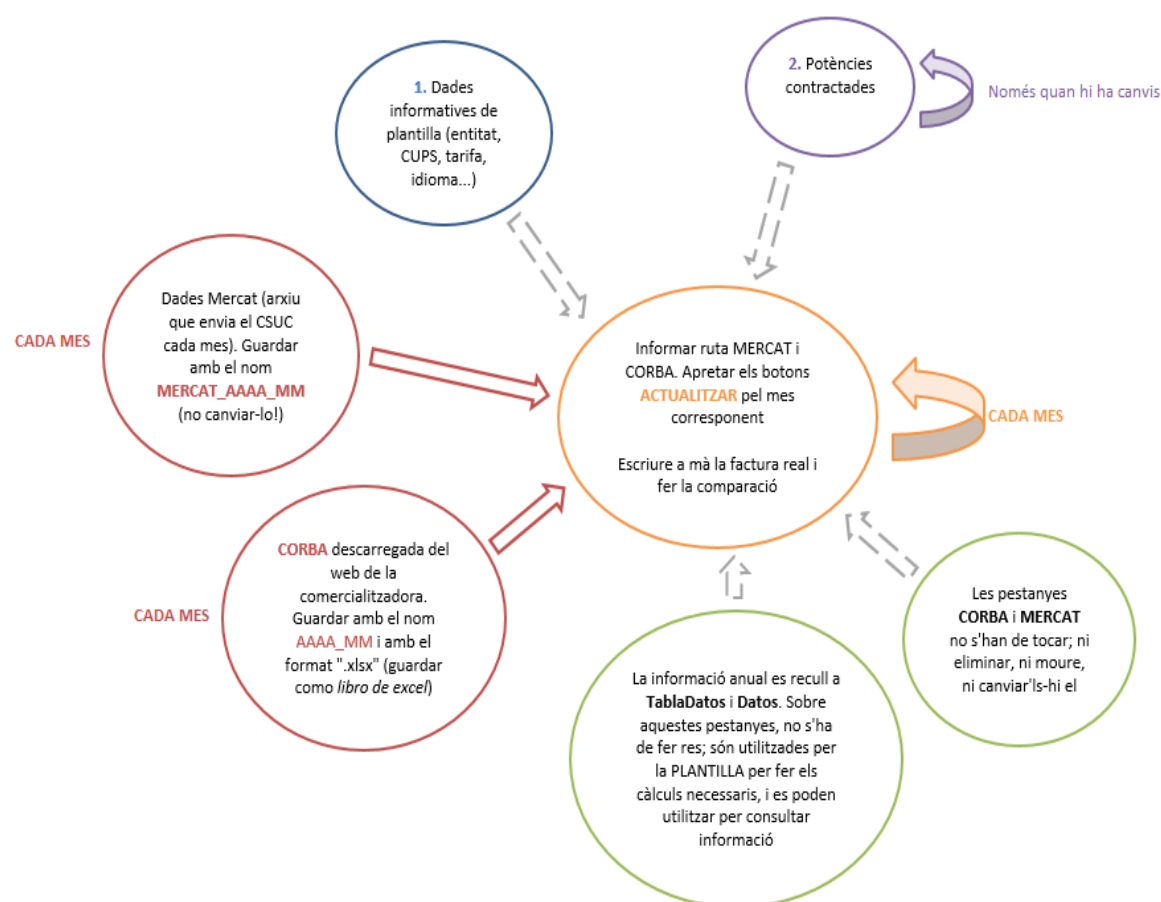 1. Dades
informatives de
plantilla (entitat,
CUPS, tarifa,
idioma...)
2. Potències
contractades
Només quan hi ha canvis
CADA MES
Dades Mercat (arxiu
que envia el CSUC
cada mes). Guardar
amb el nom
MERCAT_AAAA_MM
(no canviar-lo!)
Informar ruta MERCAT i
CORBA. Apretar els botons
ACTUALITZAR pel mes
corresponent
Escriure a mà la factura real i
fer la comparació
CADA MES
CADA MES
CORBA descarregada del
web de la
comercialitzadora.
Guardar amb el nom
AAAA_MM i amb el
format ".xlsx" (guardar
como libro de excel)
La informació anual es recull a
TablaDatos i Datos. Sobre
aquestes pestanyes, no s'ha
de fer res; són utilitzades per
la PLANTILLA per fer els
càlculs necessaris, i es poden
utilitzar per consultar
informació
Les pestanyes
CORBA i MERCAT
no s'han de tocar; ni
eliminar, ni moure,
ni canviar'ls-hi el